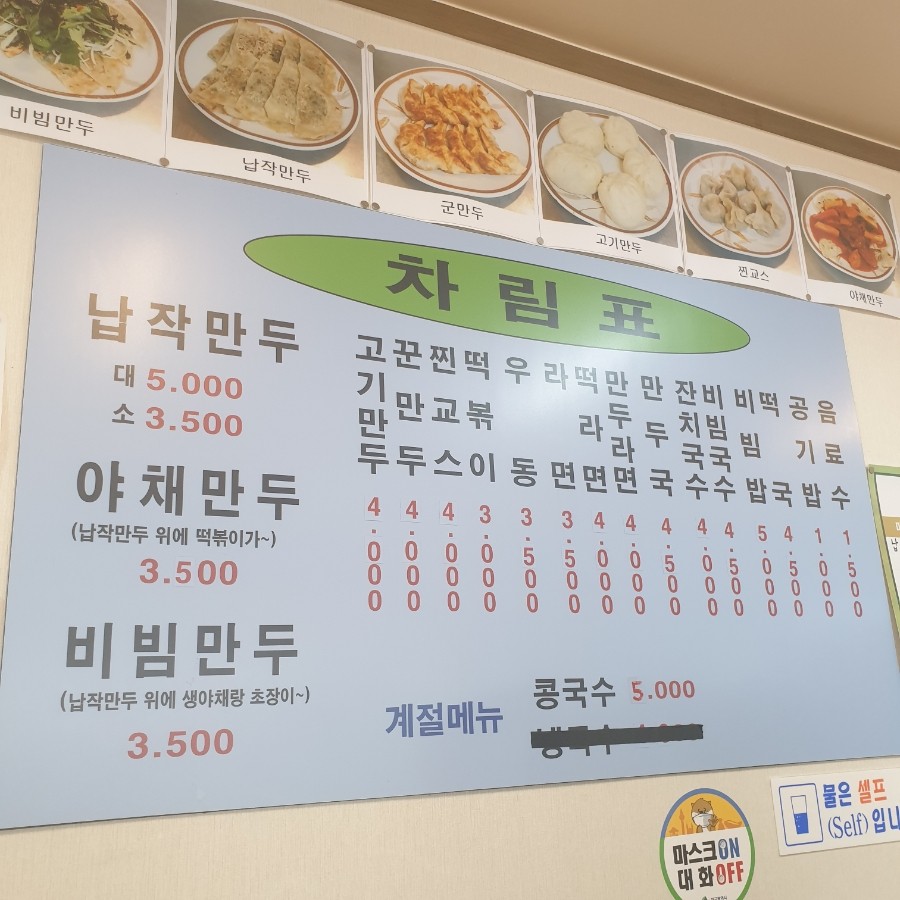 비빔만두
납작만두
군만두
고기만두
찐교스
야채만두
차림표
납작만두
대 5.000
소 3.500
야채만두
(납작만두 위에 떡볶이가~)
3.500
비빔만두
(납작만두 위에 생야채랑 초장이~)
3.500
고기만두 4.000
꾼만두 4.000
찐교스 4.000
떡볶이 3.000
우동 3.500
라면 3.500
떡라면 4.000
만두라면 4.000
만두국 4.500
잔치국수 4.000
비빔국수 4.500
비빔밥 5.000
떡국 4.500
공기밥 1.000
음료수 1.500
계절메뉴
콩국수 5.000
마스크ON
대화OFF
물은 셀프
(Self)입니